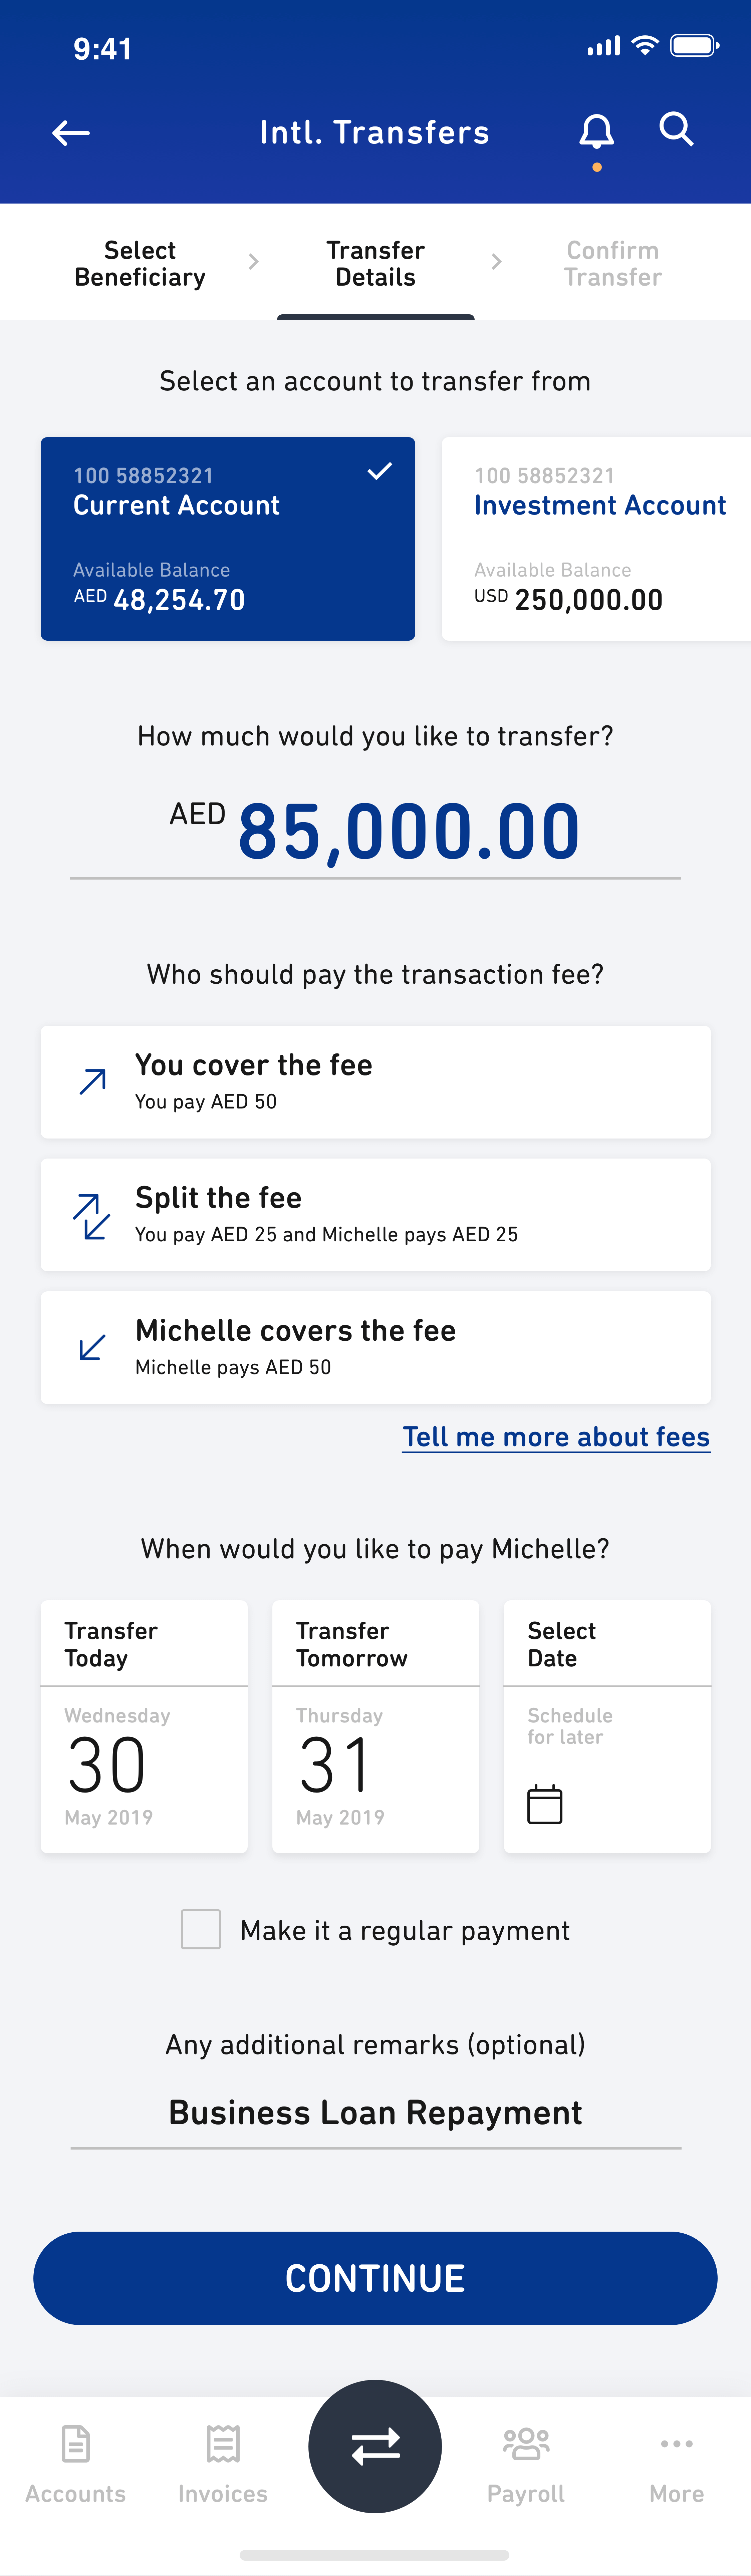 9:41
Intl. Transfers
Select
Beneficiary
Transfer
Details
Confirm
Transfer
Select an account to transfer from
100 58852321
Current Account
Available Balance
AED 48,254.70
100 58852321
Investment Account
Available Balance
USD 250,000.00
How much would you like to transfer?
AED 85,000.00
Who should pay the transaction fee?
You cover the fee
You pay AED 50
Split the fee
You pay AED 25 and Michelle pays AED 25
Michelle covers the fee
Michelle pays AED 50
Tell me more about fees
When would you like to pay Michelle?
Transfer
Today
Wednesday
30
May 2019
Transfer
Tomorrow
Thursday
31
May 2019
Select
Date
Schedule
for later
Make it a regular payment
Any additional remarks (optional)
Business Loan Repayment
CONTINUE
Accounts
Invoices
Payroll
More